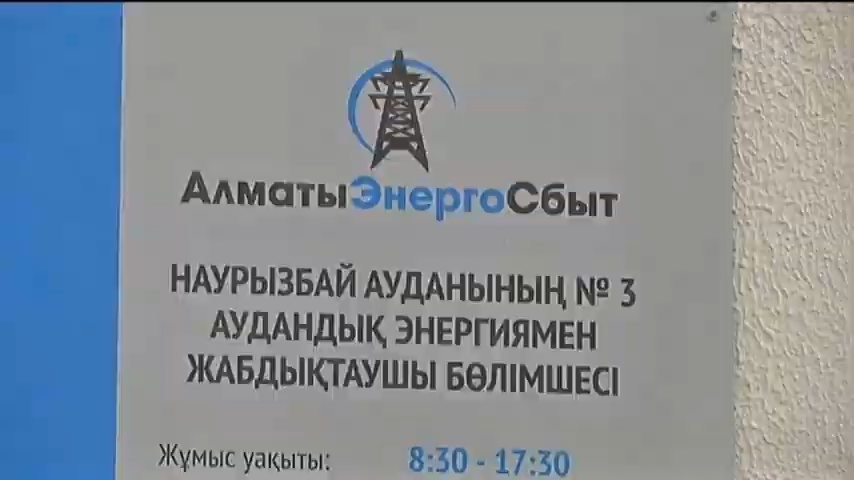 АлматыЭнергоСбыт
НАУРЫЗБАЙ АУДАНЫНЫҢ № 3
АУДАНДЫҚ ЭНЕРГИЯМЕН
ЖАБДЫҚТАУШЫ БӨЛІМШЕСІ
Жұмыс уақыты: 8:30 - 17:30